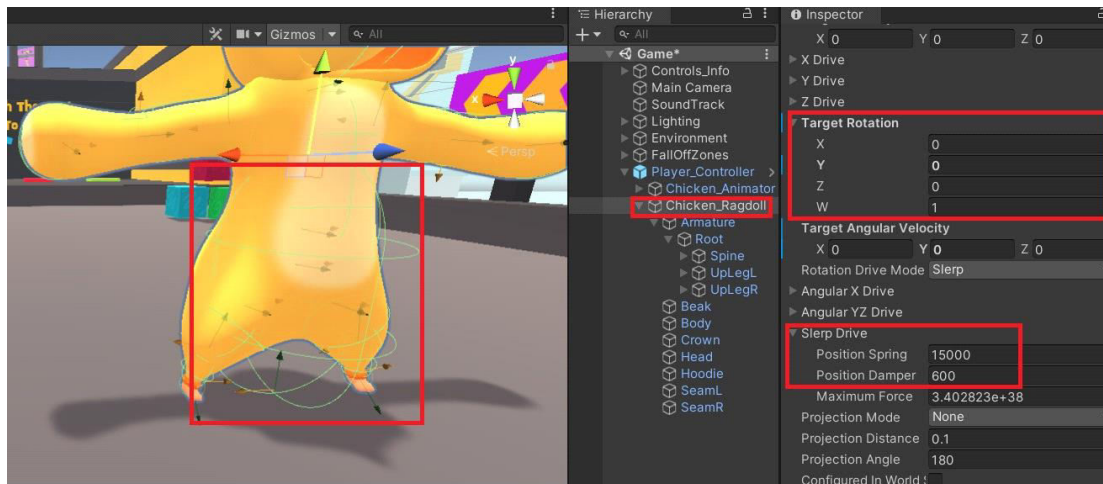 Gizmos
All
n Th
To
y
x
< Persp
Hierarchy
All
Game*
Controls_Info
Main Camera
SoundTrack
Lighting
Environment
FallOffZones
Player_Controller >
Chicken_Animator
Chicken_Ragdoll
Armature
Root
Spine
UpLegL
UpLegR
Beak
Body
Crown
Head
Hoodie
SeamL
SeamR
Inspector
X 0 Y 0 Z 0
X Drive
Y Drive
Z Drive
Target Rotation
X 0
Y 0
Z 0
W 1
Target Angular Velocity
X 0 Y 0 Z 0
Rotation Drive Mode Slerp
Angular X Drive
Angular YZ Drive
Slerp Drive
Position Spring 15000
Position Damper 600
Maximum Force 3.402823e+38
Projection Mode None
Projection Distance 0.1
Projection Angle 180
Configured In World